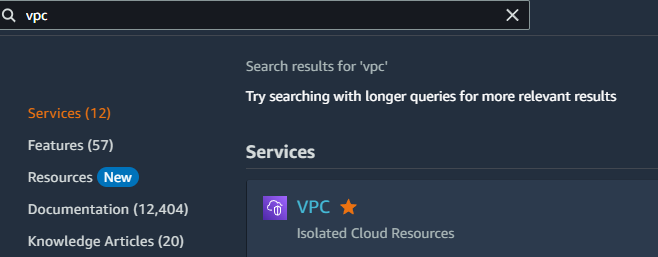 vpc
Search results for 'vpc'
Try searching with longer queries for more relevant results
Services (12)
Features (57)
Resources New
Documentation (12,404)
Knowledge Articles (20)
Services
VPC
Isolated Cloud Resources